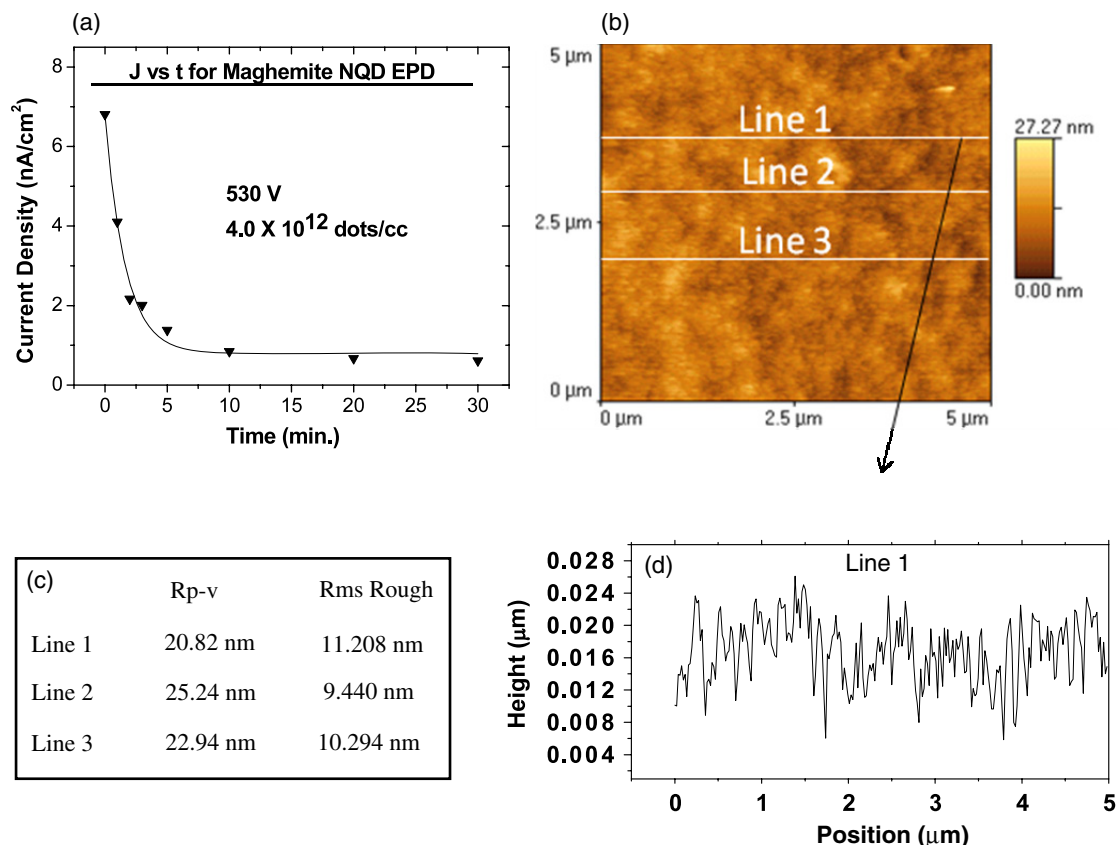 (a)
J vs t for Maghemite NQD EPD
530 V
4.0 X 10^12 dots/cc
Current Density (nA/cm²)
8
6
4
2
0
0 5 10 15 20 25 30
Time (min.)
(b)
5 µm
2.5 µm
0 µm
Line 1
Line 2
Line 3
0 µm 2.5 µm 5 µm
27.27 nm
0.00 nm
(c)
Rp-v Rms Rough
Line 1 20.82 nm 11.208 nm
Line 2 25.24 nm 9.440 nm
Line 3 22.94 nm 10.294 nm
(d)
Line 1
Height (µm)
0.028
0.024
0.020
0.016
0.012
0.008
0.004
0 1 2 3 4 5
Position (µm)